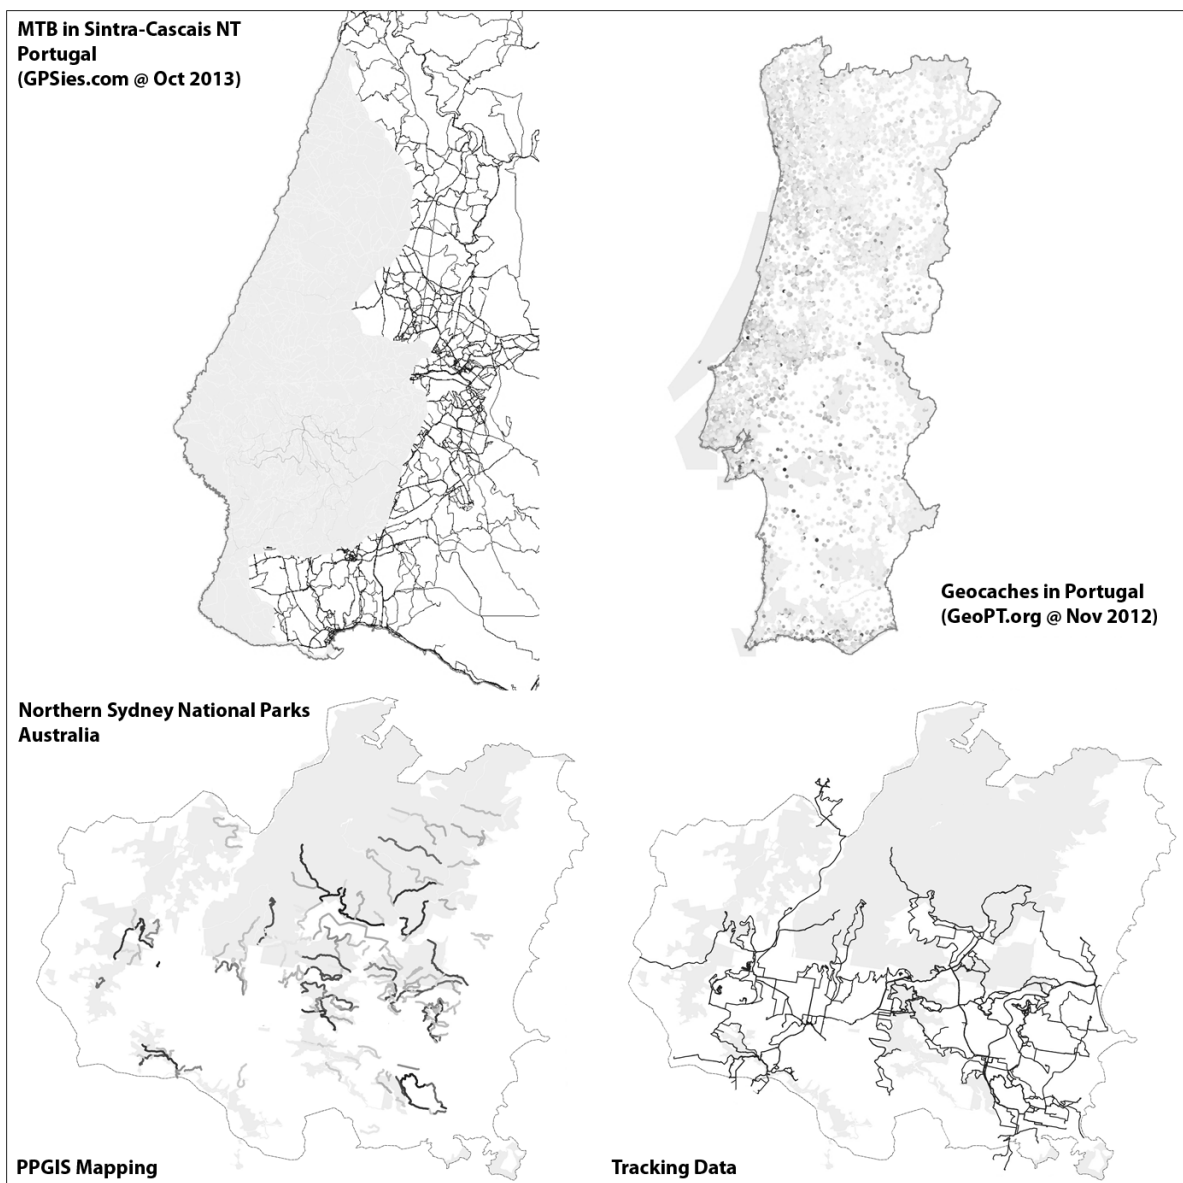 MTB in Sintra-Cascais NT
Portugal
(GPSies.com @ Oct 2013)
Geocaches in Portugal
(GeoPT.org @ Nov 2012)
Northern Sydney National Parks
Australia
PPGIS Mapping
Tracking Data